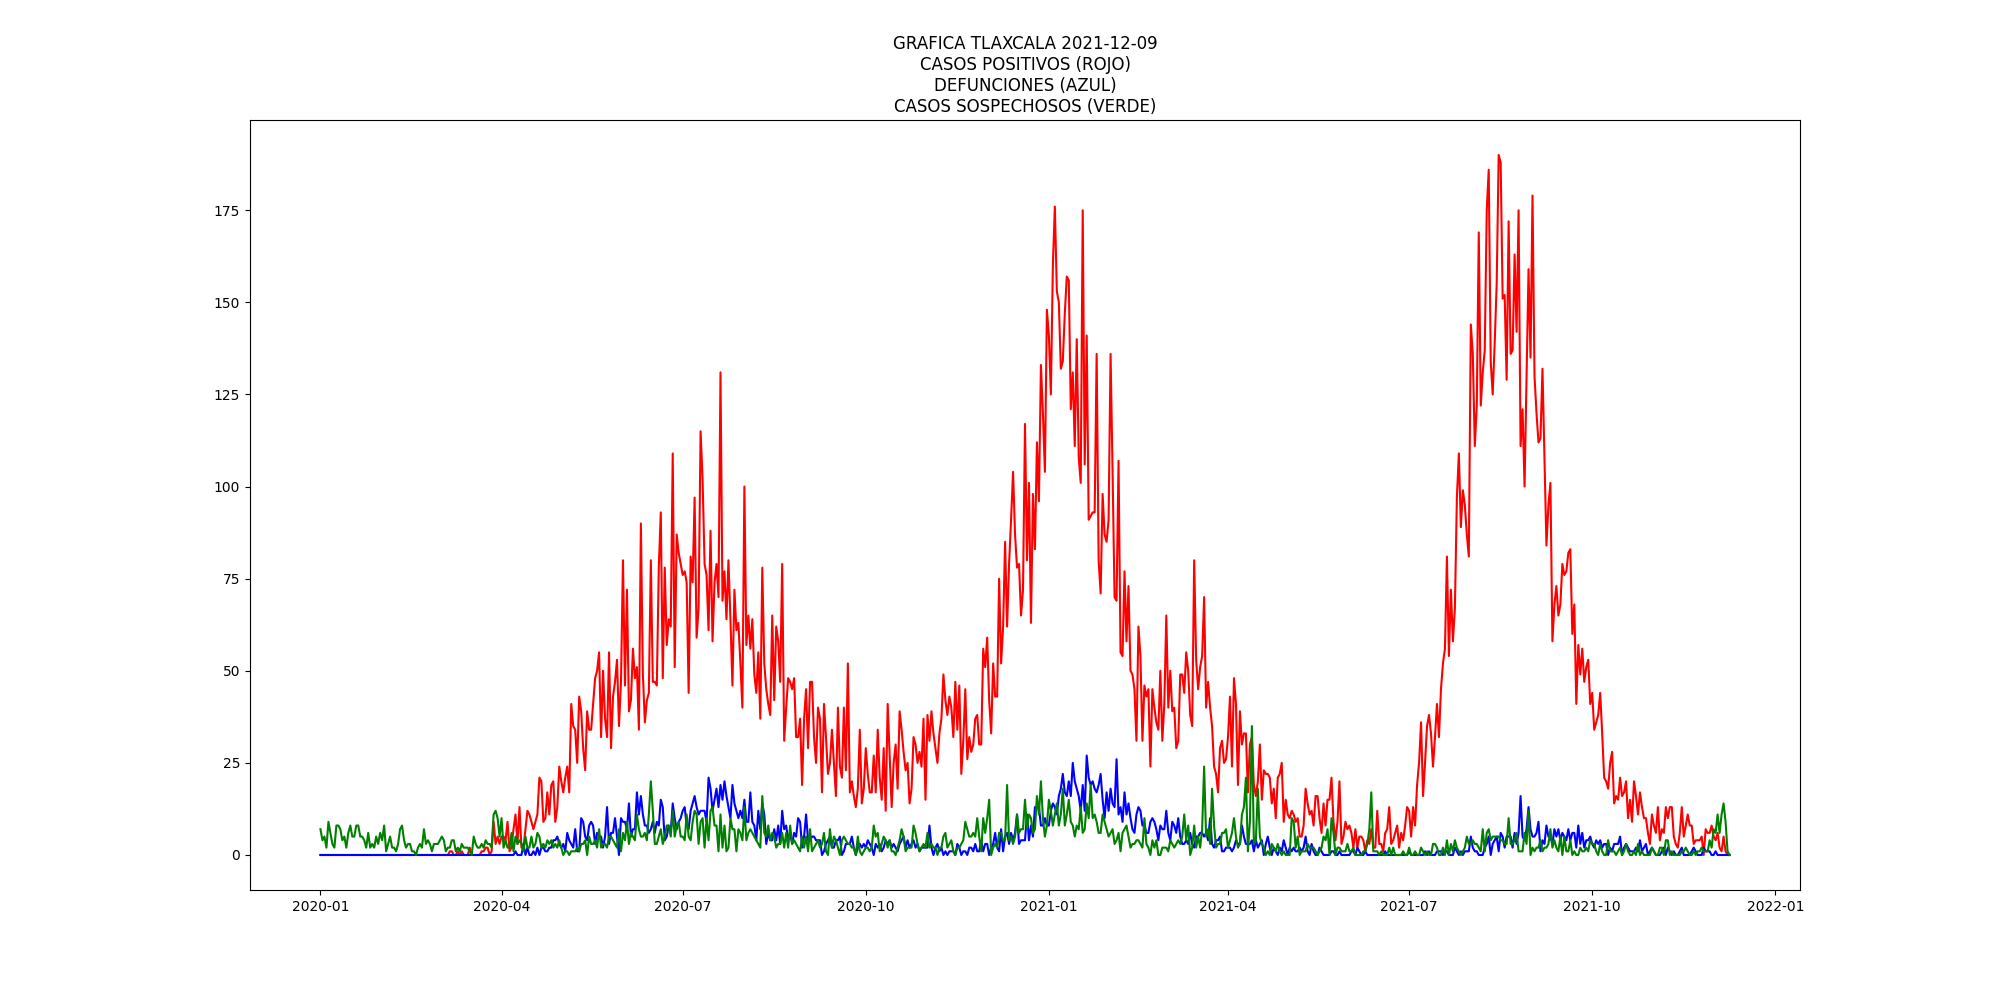 GRAFICA TLAXCALA 2021-12-09
CASOS POSITIVOS (ROJO)
DEFUNCIONES (AZUL)
CASOS SOSPECHOSOS (VERDE)
175
150
125
100
75
50
25
0
2020-01 2020-04 2020-07 2020-10 2021-01 2021-04 2021-07 2021-10 2022-01